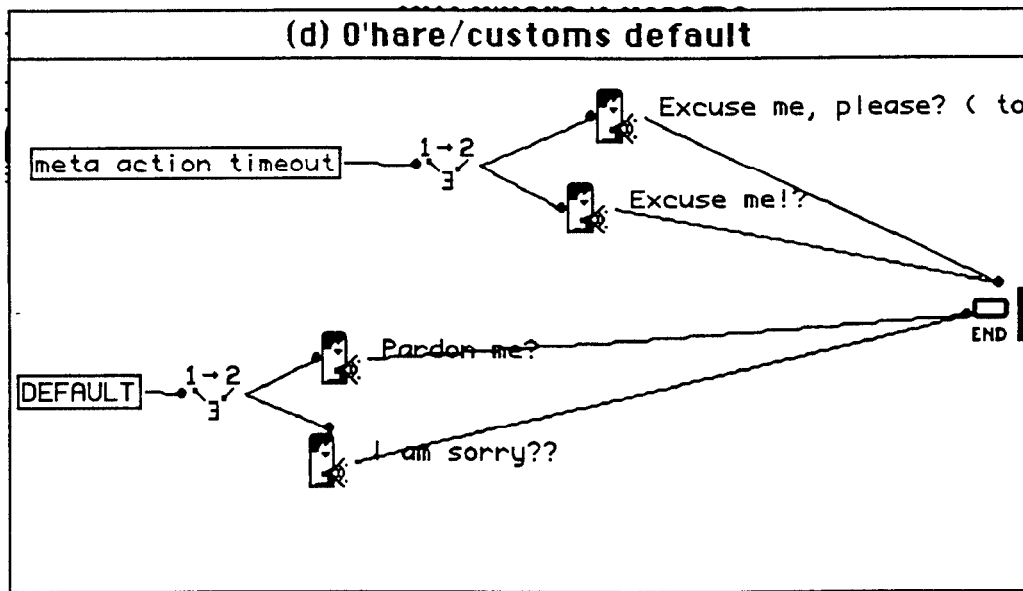 (d) O'hare/customs default
Excuse me, please? ( to
1→2
3
meta action timeout
Excuse me!?
END
Pardon me?
1→2
3
DEFAULT
I am sorry??